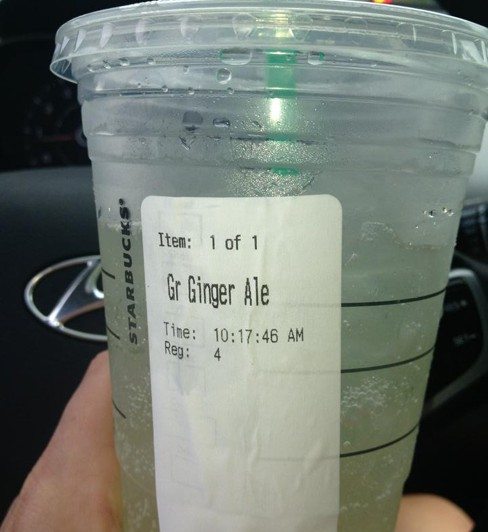 STARBUCKS®
Item: 1 of 1
Gr Ginger Ale
Time: 10:17:46 AM
Reg: 4